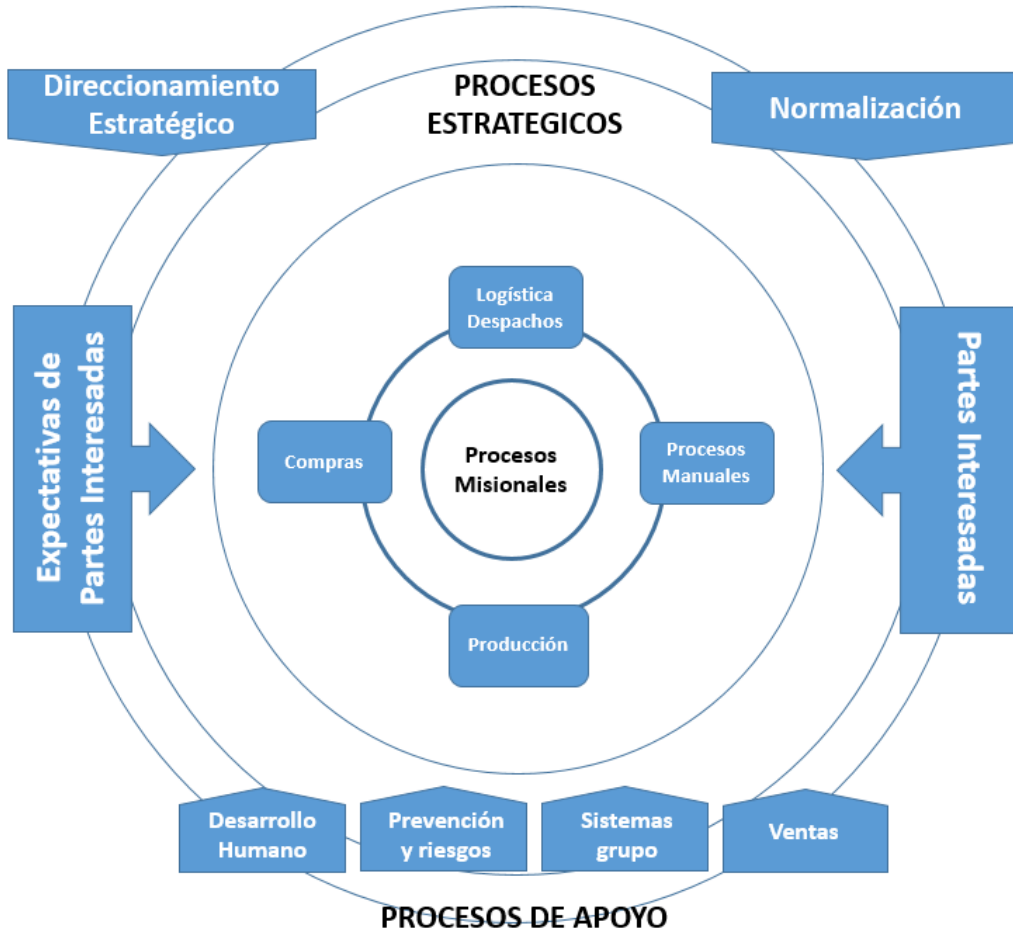 Direccionamiento
Estratégico
PROCESOS
ESTRATEGICOS
Normalización
Expectativas de
Partes Interesadas
Logística
Despachos
Compras
Procesos
Misionales
Procesos
Manuales
Producción
Partes Interesadas
Desarrollo
Humano
Prevención
y riesgos
Sistemas
grupo
Ventas
PROCESOS DE APOYO